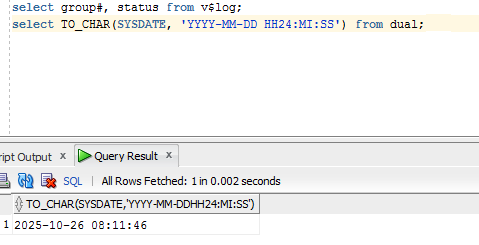 select group#, status from v$log;
select TO_CHAR(SYSDATE, 'YYYY-MM-DD HH24:MI:SS') from dual;
ript Output x Query Result x
SQL | All Rows Fetched: 1 in 0.002 seconds
TO_CHAR(SYSDATE,'YYYY-MM-DDHH24:MI:SS')
1 2025-10-26 08:11:46